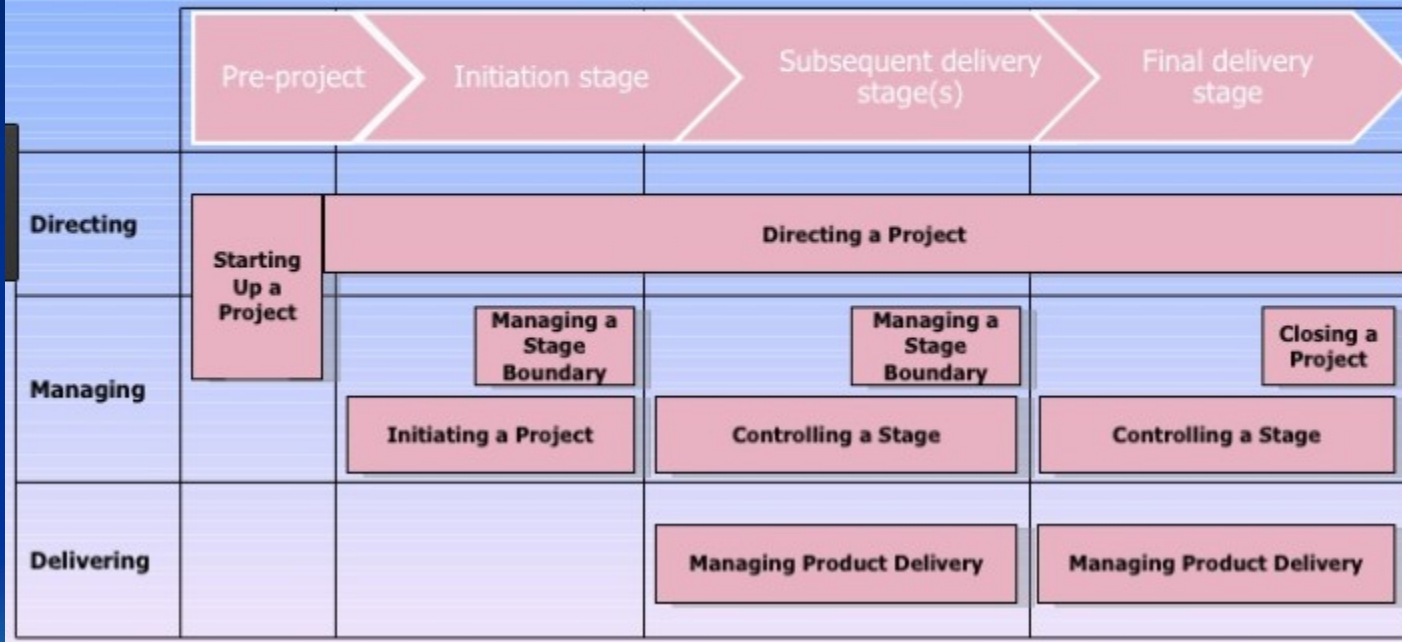 Pre-project
Initiation stage
Subsequent delivery
stage(s)
Final delivery
stage
Directing
Starting
Up a
Project
Directing a Project
Managing
Managing a
Stage
Boundary
Managing a
Stage
Boundary
Closing a
Project
Initiating a Project
Controlling a Stage
Controlling a Stage
Delivering
Managing Product Delivery
Managing Product Delivery